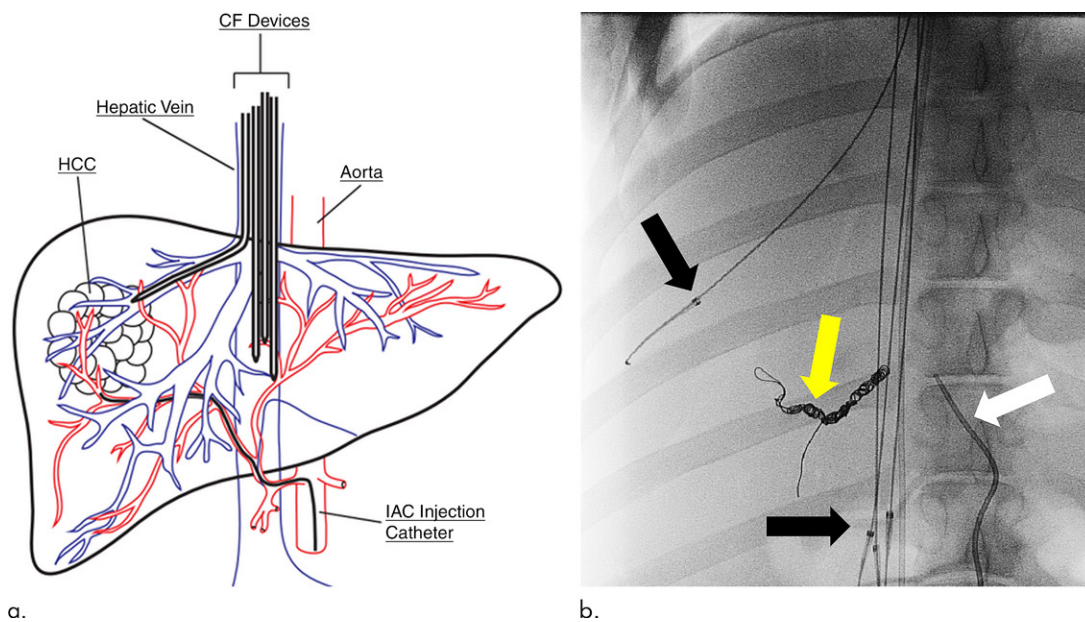 CF Devices
Hepatic Vein
HCC
Aorta
IAC Injection
Catheter
a.
b.